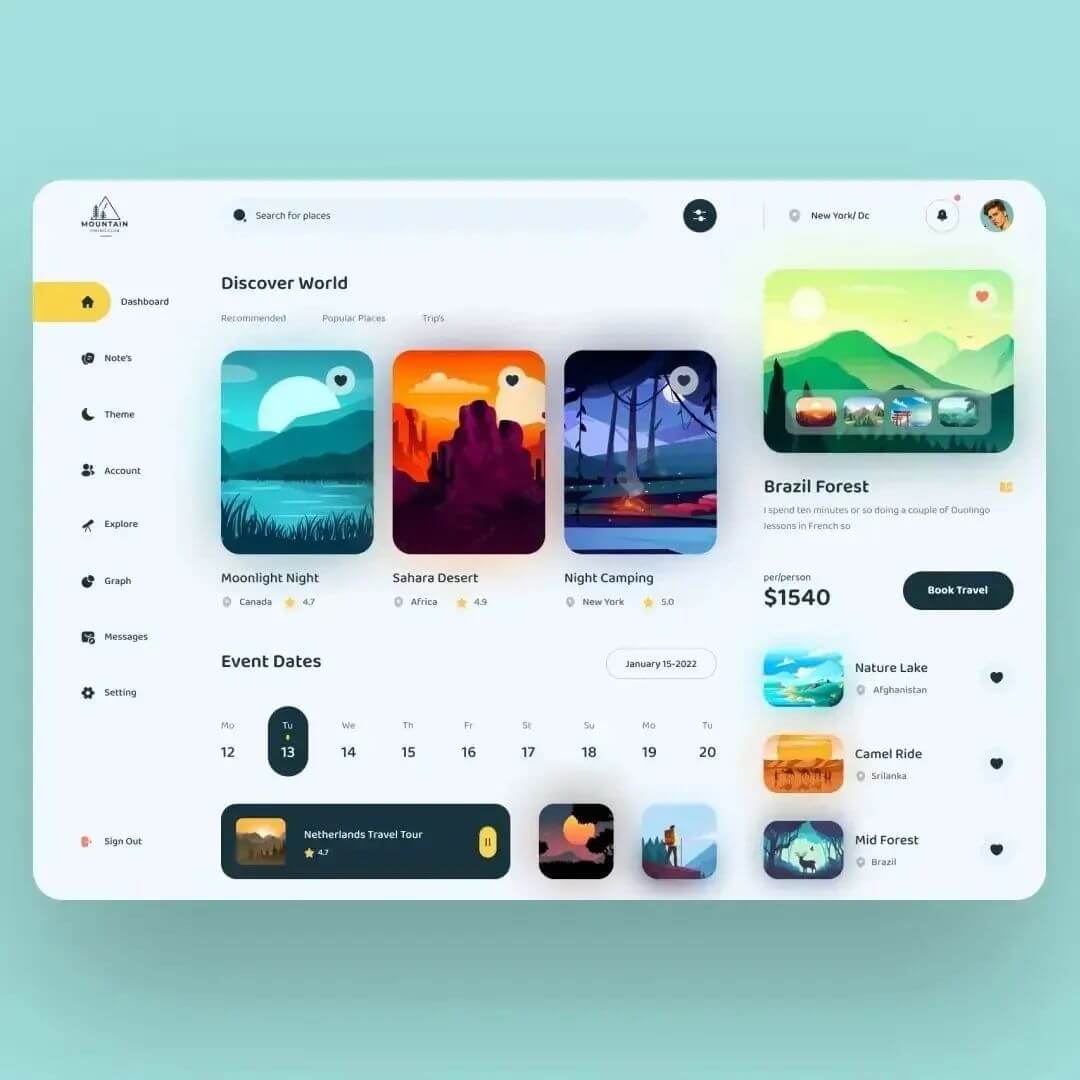 MOUNTAIN
Search for places
New York/ Dc
Dashboard
Note's
Theme
Account
Explore
Graph
Messages
Setting
Sign Out
Discover World
Recommended
Popular Places
Trip's
Moonlight Night
Canada
4.7
Sahara Desert
Africa
4.9
Night Camping
New York
5.0
Event Dates
January 15-2022
Mo
12
Tu
13
We
14
Th
15
Fr
16
St
17
Su
18
Mo
19
Tu
20
Netherlands Travel Tour
4.7
Brazil Forest
I spend ten minutes or so doing a couple of Duolingo
lessons in French so
per/person
$1540
Book Travel
Nature Lake
Afghanistan
Camel Ride
Srilanka
Mid Forest
Brazil